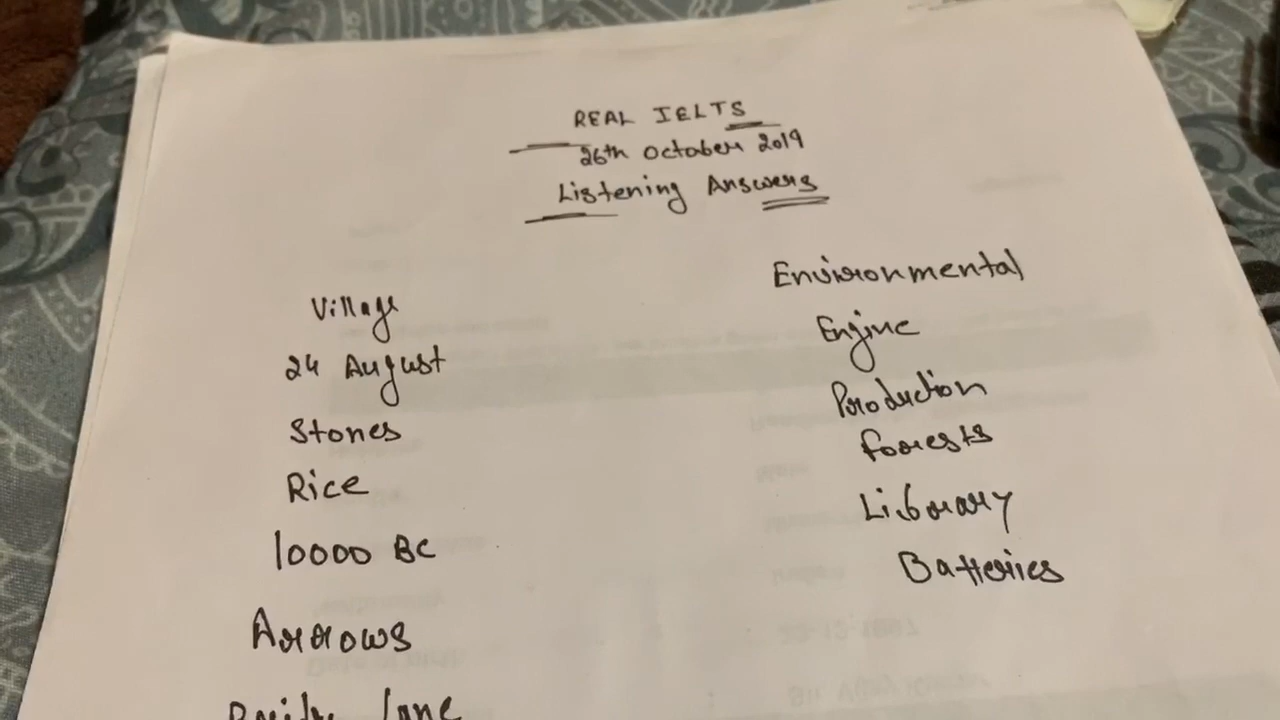 REAL IELTS
26th October 2019
Listening Answers
Village
24 August
Stones
Rice
10000 BC
Arrows
Lane
Environmental
Engine
Production
forests
Library
Batteries